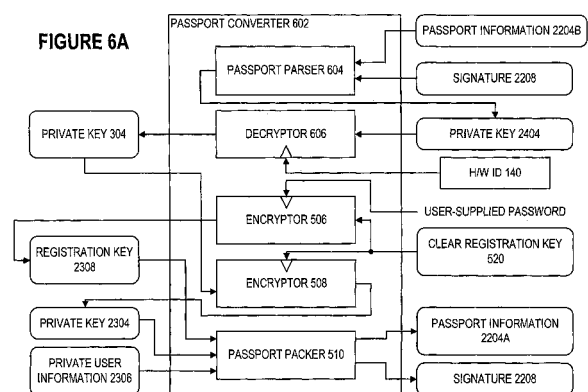 FIGURE 6A
PASSPORT CONVERTER 602
PASSPORT INFORMATION 2204B
PASSPORT PARSER 604
SIGNATURE 2208
PRIVATE KEY 304
DECRYPTOR 606
PRIVATE KEY 2404
H/W ID 140
ENCRYPTOR 506
USER-SUPPLIED PASSWORD
REGISTRATION KEY
2308
CLEAR REGISTRATION KEY
520
ENCRYPTOR 508
PRIVATE KEY 2304
PASSPORT INFORMATION
2204A
PASSPORT PACKER 510
PRIVATE USER
INFORMATION 2306
SIGNATURE 2208